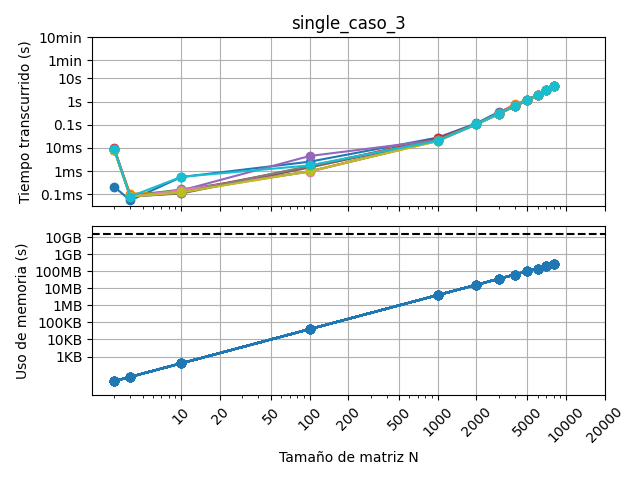 single_caso_3
Tiempo transcurrido (s)
10min
1min
10s
1s
0.1s
10ms
1ms
0.1ms
Uso de memoria (s)
10GB
1GB
100MB
10MB
1MB
100KB
10KB
1KB
10
20
50
100
200
500
1000
2000
5000
10000
20000
Tamaño de matriz N